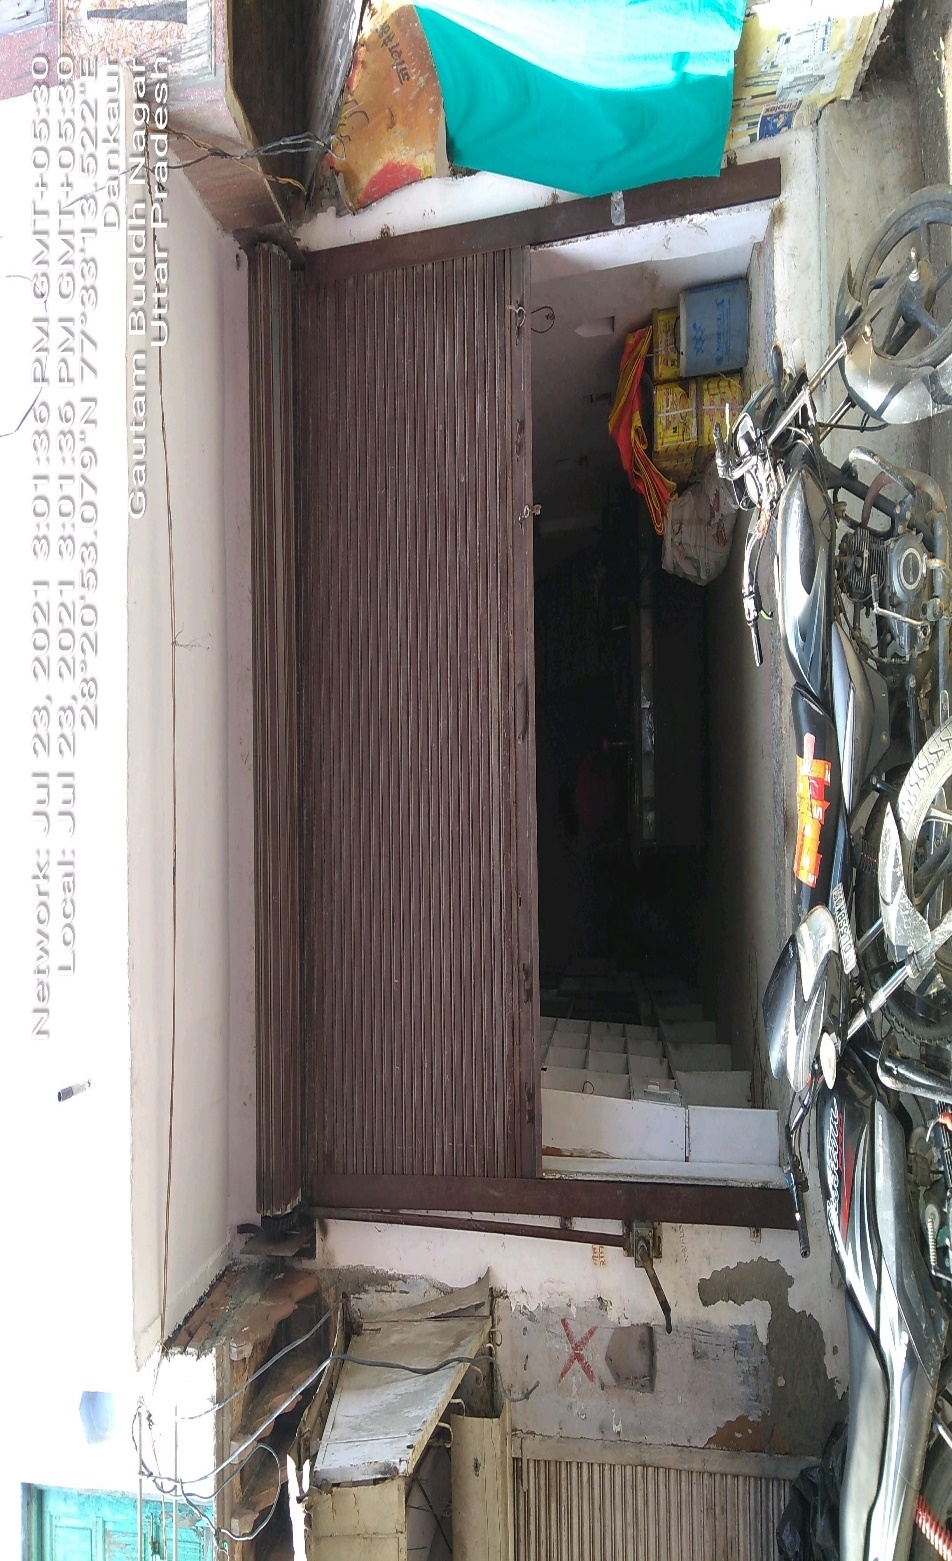 Network: Jul 23, 2021 3:01:36 PM GMT+05:30
Local: Jul 23, 2021 3:01:36 PM GMT+05:30
28°20'53.079"N 77°33'13.522"E
Dankaur
Gautam Buddh Nagar
Uttar Pradesh